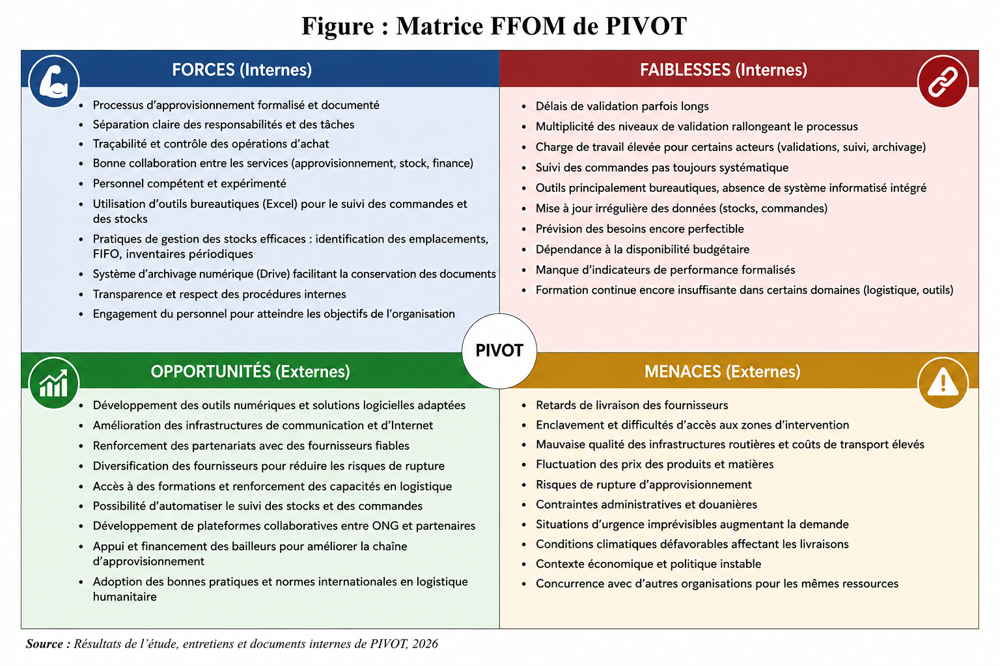 Figure : Matrice FFOM de PIVOT
FORCES (Internes)
• Processus d’approvisionnement formalisé et documenté
• Séparation claire des responsabilités et des tâches
• Traçabilité et contrôle des opérations d’achat
• Bonne collaboration entre les services (approvisionnement, stock, finance)
• Personnel compétent et expérimenté
• Utilisation d’outils bureautiques (Excel) pour le suivi des commandes et
des stocks
• Pratiques de gestion des stocks efficaces : identification des emplacements,
FIFO, inventaires périodiques
• Système d’archivage numérique (Drive) facilitant la conservation des documents
• Transparence et respect des procédures internes
• Engagement du personnel pour atteindre les objectifs de l’organisation
FAIBLESSES (Internes)
• Délais de validation parfois longs
• Multiplicité des niveaux de validation rallongeant le processus
• Charge de travail élevée pour certains acteurs (validations, suivi, archivage)
• Suivi des commandes pas toujours systématique
• Outils principalement bureautiques, absence de système informatisé intégré
• Mise à jour irrégulière des données (stocks, commandes)
• Prévision des besoins encore perfectible
• Dépendance à la disponibilité budgétaire
• Manque d’indicateurs de performance formalisés
• Formation continue encore insuffisante dans certains domaines (logistique, outils)
PIVOT
OPPORTUNITÉS (Externes)
• Développement des outils numériques et solutions logicielles adaptées
• Amélioration des infrastructures de communication et d’Internet
• Renforcement des partenariats avec des fournisseurs fiables
• Diversification des fournisseurs pour réduire les risques de rupture
• Accès à des formations et renforcement des capacités en logistique
• Possibilité d’automatiser le suivi des stocks et des commandes
• Développement de plateformes collaboratives entre ONG et partenaires
• Appui et financement des bailleurs pour améliorer la chaîne
d’approvisionnement
• Adoption des bonnes pratiques et normes internationales en logistique
humanitaire
MENACES (Externes)
• Retards de livraison des fournisseurs
• Enclavement et difficultés d’accès aux zones d’intervention
• Mauvaise qualité des infrastructures routières et coûts de transport élevés
• Fluctuation des prix des produits et matières
• Risques de rupture d’approvisionnement
• Contraintes administratives et douanières
• Situations d’urgence imprévisibles augmentant la demande
• Conditions climatiques défavorables affectant les livraisons
• Contexte économique et politique instable
• Concurrence avec d’autres organisations pour les mêmes ressources
Source : Résultats de l’étude, entretiens et documents internes de PIVOT, 2026